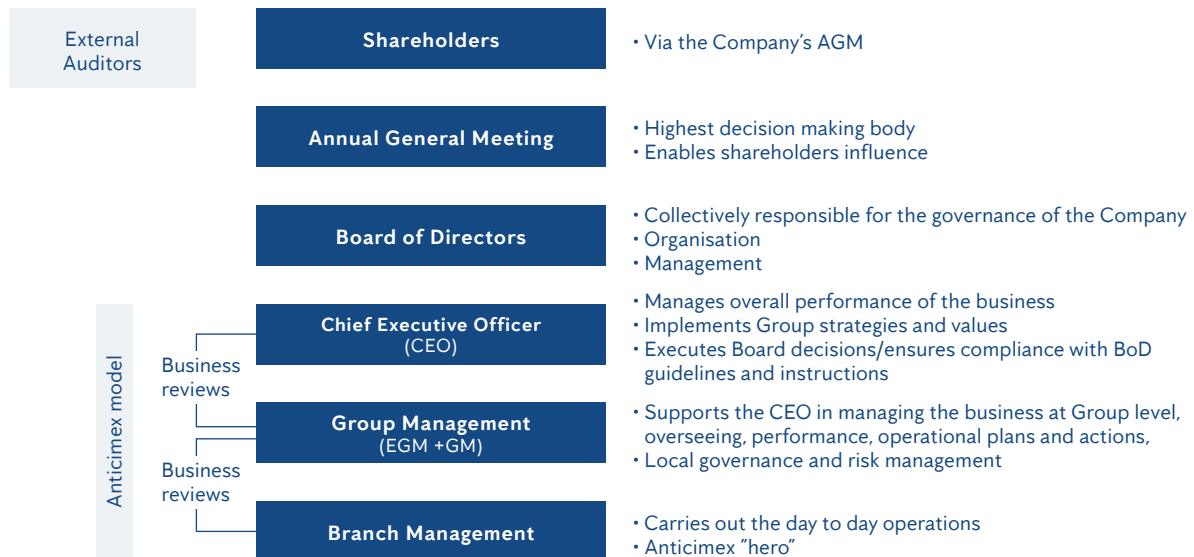 External
Auditors
Shareholders
• Via the Company’s AGM
Annual General Meeting
• Highest decision making body
• Enables shareholders influence
Board of Directors
• Collectively responsible for the governance of the Company
• Organisation
• Management
Anticimex model
Business
reviews
Chief Executive Officer
(CEO)
• Manages overall performance of the business
• Implements Group strategies and values
• Executes Board decisions/ensures compliance with BoD
guidelines and instructions
Group Management
(EGM +GM)
• Supports the CEO in managing the business at Group level,
overseeing, performance, operational plans and actions,
• Local governance and risk management
Business
reviews
Branch Management
• Carries out the day to day operations
• Anticimex ”hero”